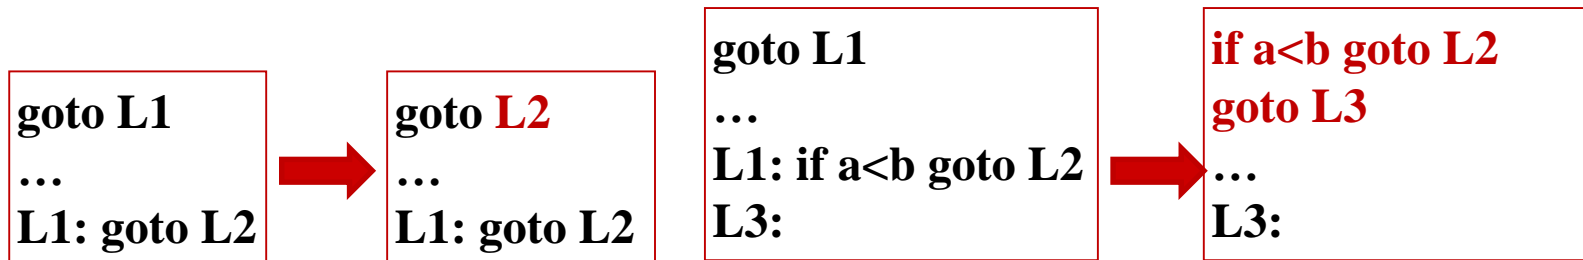 goto L1
…
L1: goto L2
goto L2
…
L1: goto L2
goto L1
…
L1: if a<b goto L2
L3:
if a<b goto L2
goto L3
…
L3: